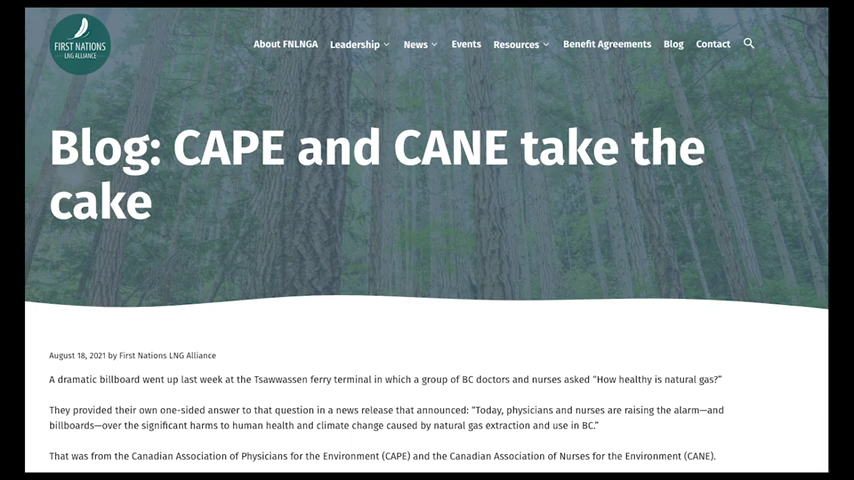 FIRST NATIONS
LNG ALLIANCE
About FNLNGA Leadership News Events Resources Benefit Agreements Blog Contact
Blog: CAPE and CANE take the
cake
August 18, 2021 by First Nations LNG Alliance
A dramatic billboard went up last week at the Tsawwassen ferry terminal in which a group of BC doctors and nurses asked “How healthy is natural gas?”
They provided their own one-sided answer to that question in a news release that announced: “Today, physicians and nurses are raising the alarm—and
billboards—over the significant harms to human health and climate change caused by natural gas extraction and use in BC.”
That was from the Canadian Association of Physicians for the Environment (CAPE) and the Canadian Association of Nurses for the Environment (CANE).